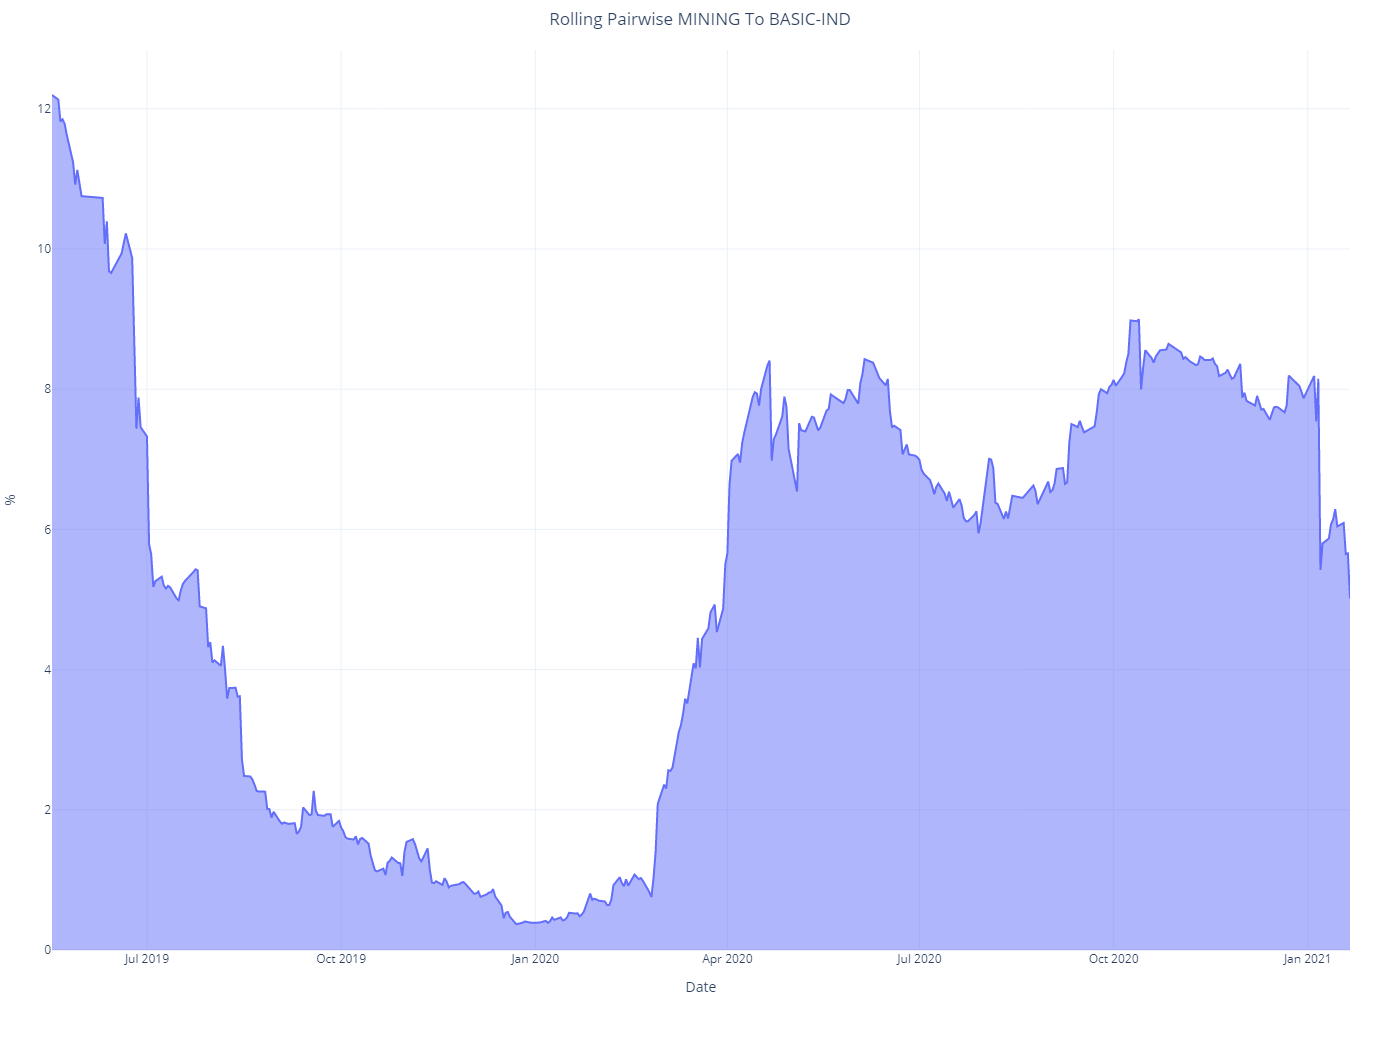 Rolling Pairwise MINING To BASIC-IND
12
10
8
6
4
2
0
%
Jul 2019
Oct 2019
Jan 2020
Apr 2020
Jul 2020
Oct 2020
Jan 2021
Date